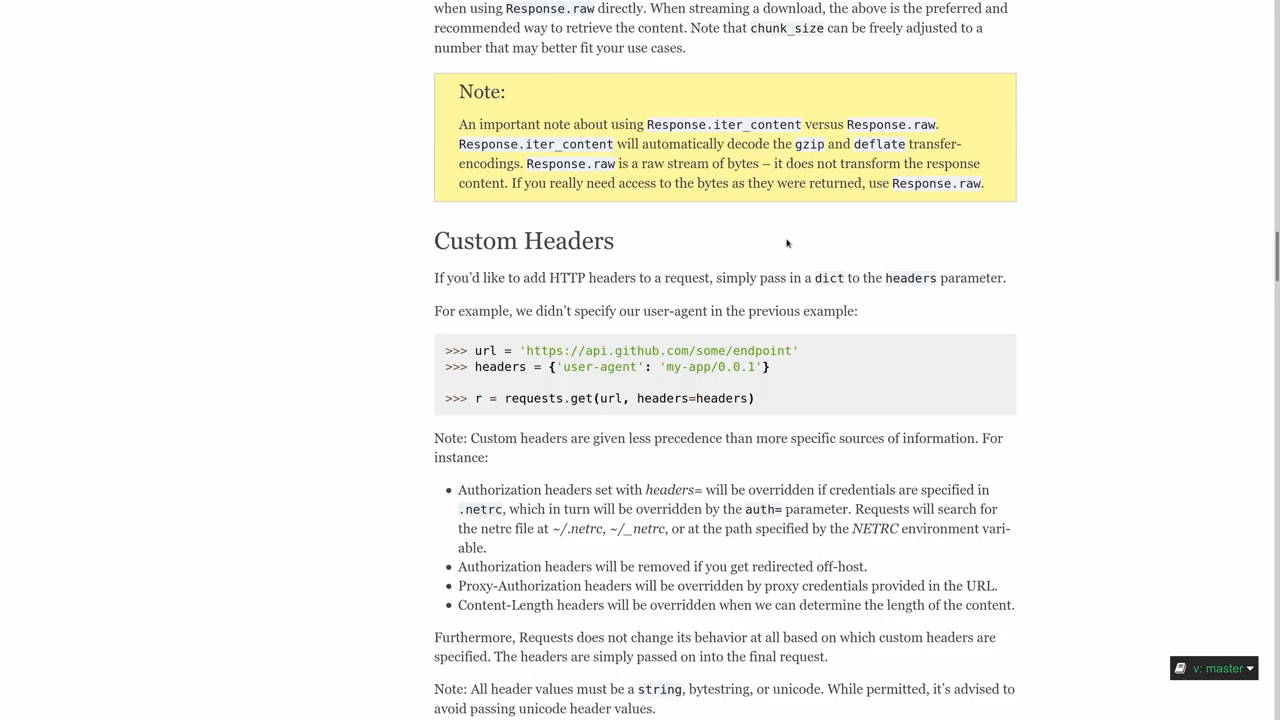 when using Response.raw directly. When streaming a download, the above is the preferred and
recommended way to retrieve the content. Note that chunk_size can be freely adjusted to a
number that may better fit your use cases.
Note:
An important note about using Response.iter_content versus Response.raw.
Response.iter_content will automatically decode the gzip and deflate transfer-
encodings. Response.raw is a raw stream of bytes – it does not transform the response
content. If you really need access to the bytes as they were returned, use Response.raw.
Custom Headers
If you’d like to add HTTP headers to a request, simply pass in a dict to the headers parameter.
For example, we didn’t specify our user-agent in the previous example:
>>> url = 'https://api.github.com/some/endpoint'
>>> headers = {'user-agent': 'my-app/0.0.1'}
>>> r = requests.get(url, headers=headers)
Note: Custom headers are given less precedence than more specific sources of information. For
instance:
• Authorization headers set with headers= will be overridden if credentials are specified in
.netrc, which in turn will be overridden by the auth= parameter. Requests will search for
the netrc file at ~/.netrc, ~/_netrc, or at the path specified by the NETRC environment vari-
able.
• Authorization headers will be removed if you get redirected off-host.
• Proxy-Authorization headers will be overridden by proxy credentials provided in the URL.
• Content-Length headers will be overridden when we can determine the length of the content.
Furthermore, Requests does not change its behavior at all based on which custom headers are
specified. The headers are simply passed on into the final request.
v: master
Note: All header values must be a string, bytestring, or unicode. While permitted, it’s advised to
avoid passing unicode header values.